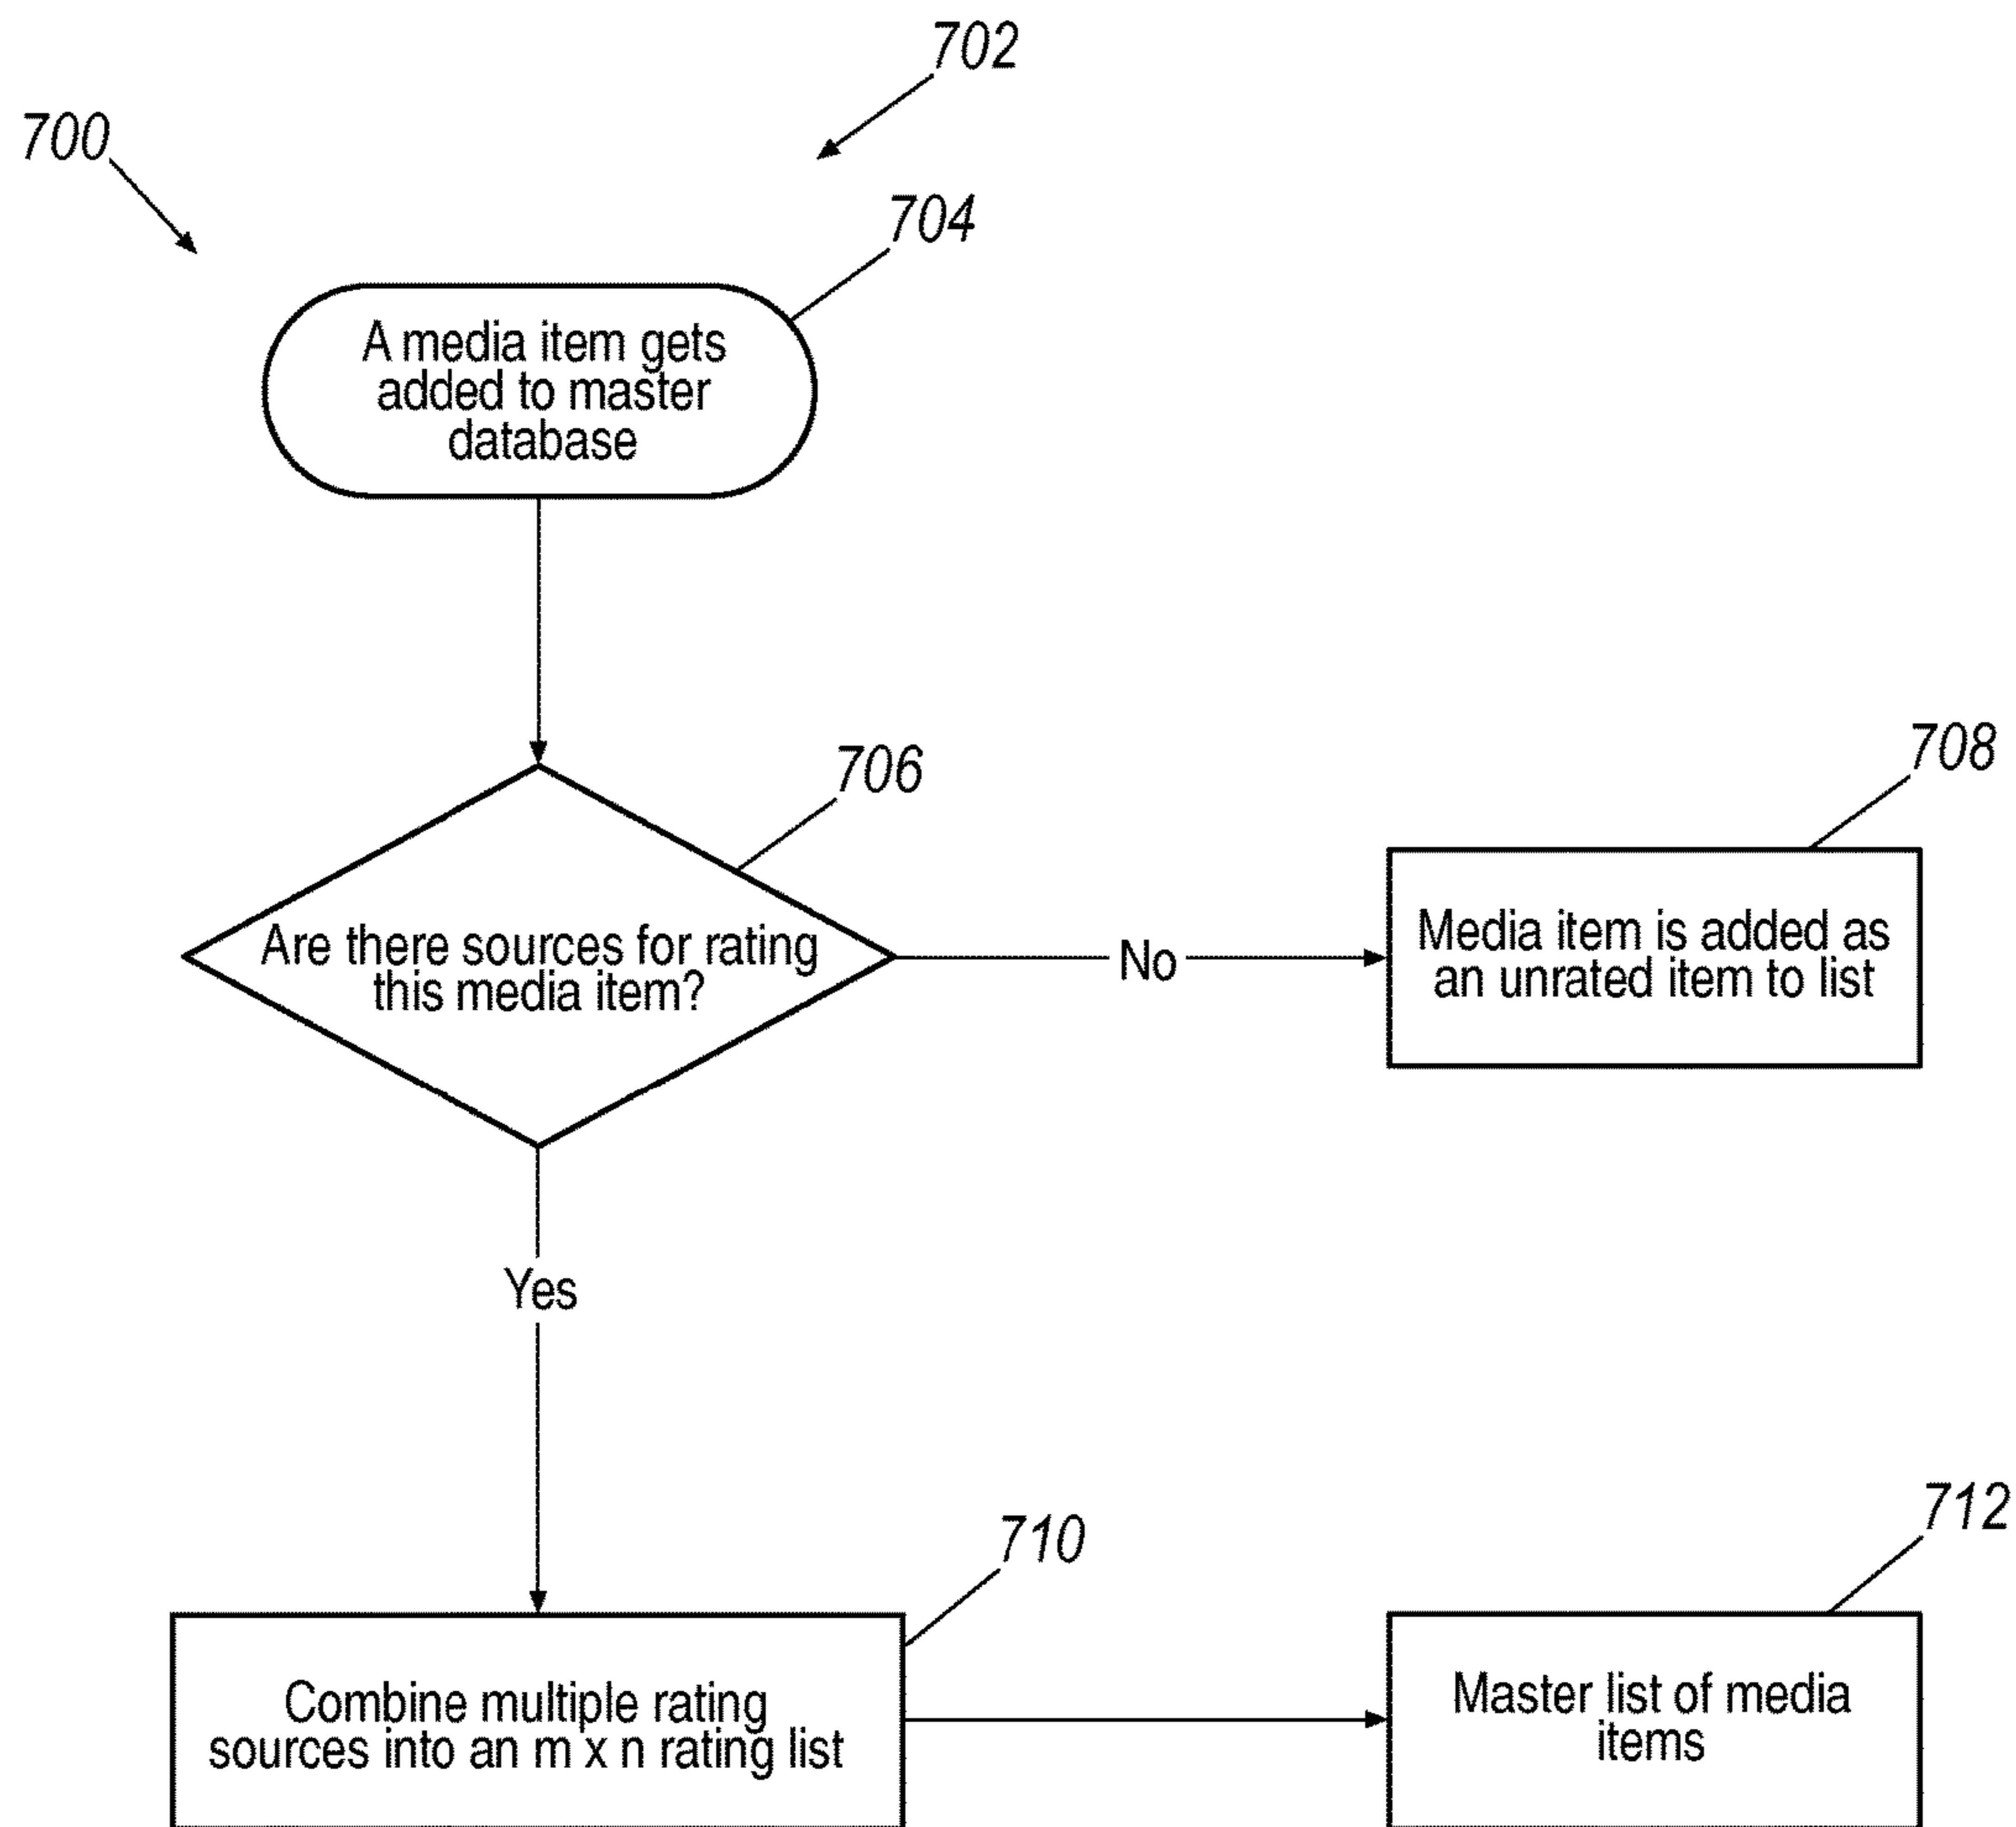 702
700
704
A media item gets
added to master
database
706
708
Are there sources for rating
this media item?
No
Media item is added as
an unrated item to list
Yes
710
712
Combine multiple rating
sources into an m x n rating list
Master list of media
items